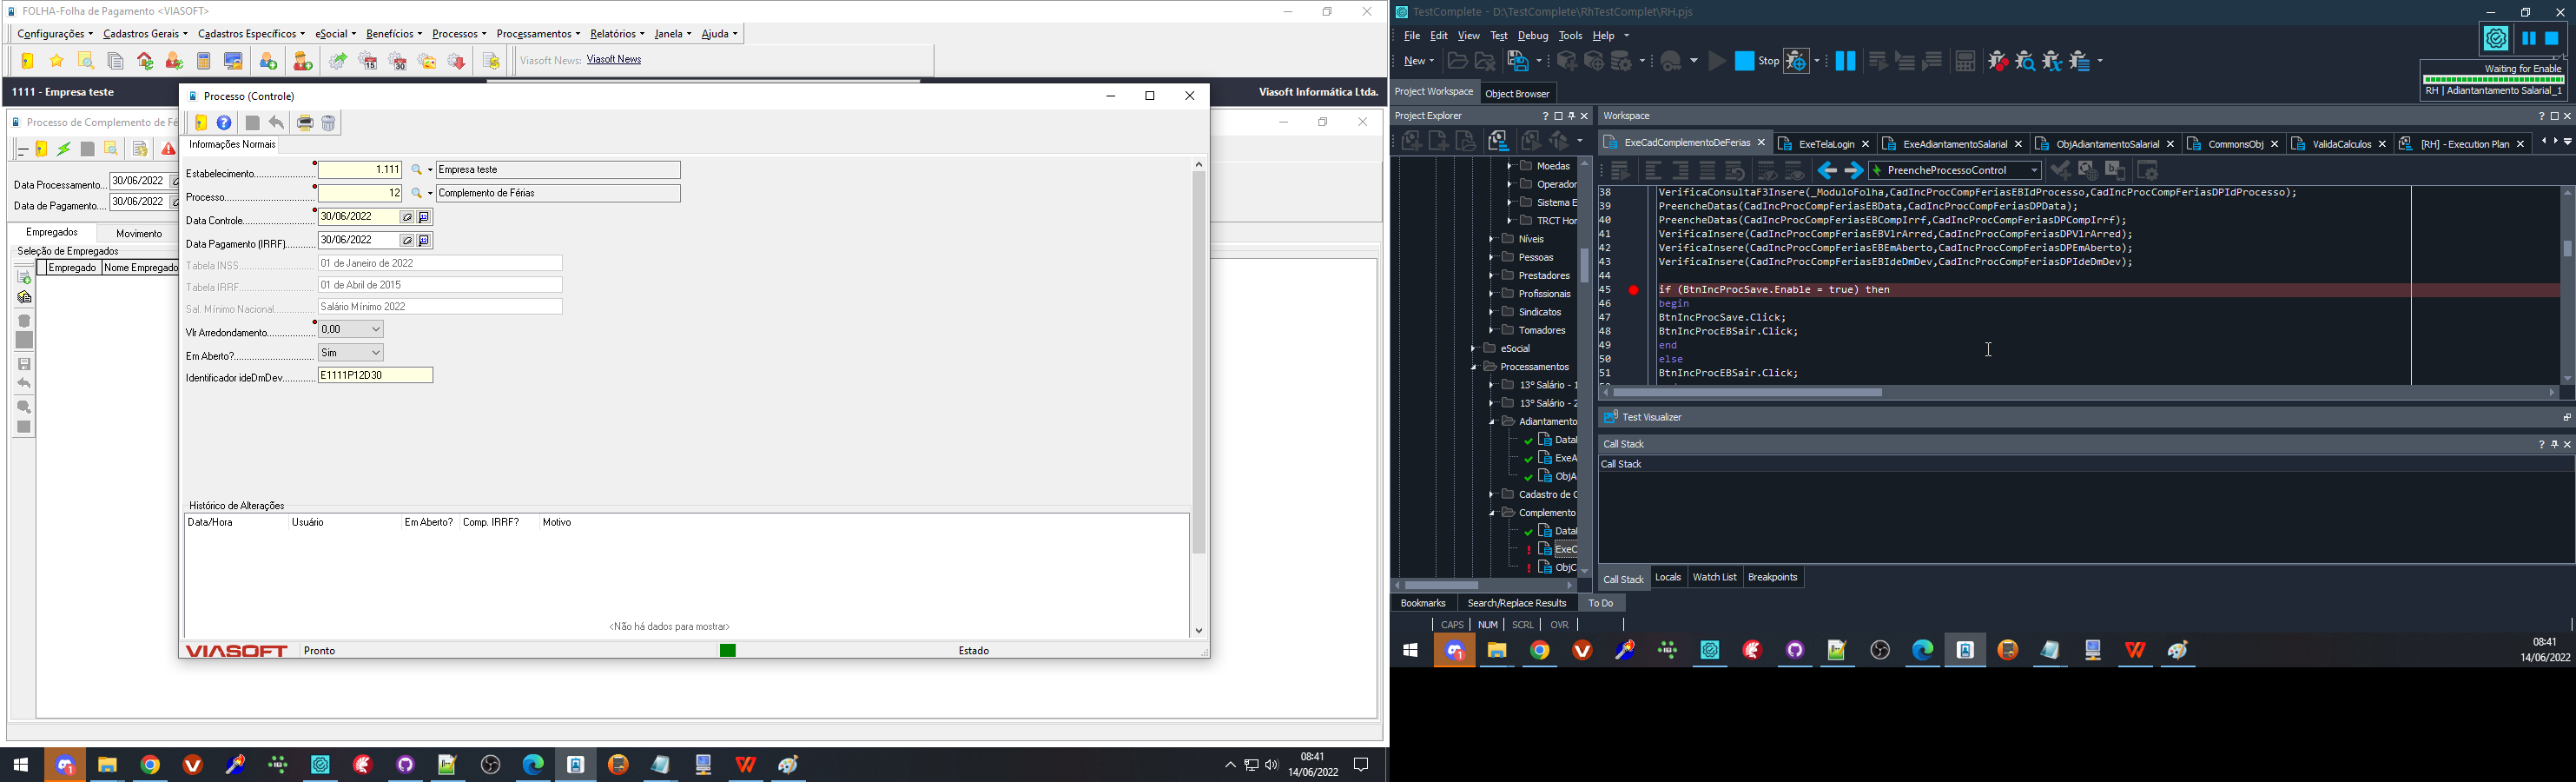 FOLHA-Folha de Pagamento <VIASOFT>
Configurações Cadastros Gerais Cadastros Específicos eSocial Benefícios Processos Processamentos Relatórios Janela Ajuda
Viasoft News: Viasoft News
1111 - Empresa teste
Viasoft Informática Ltda.
Processo de Complemento de Fé
Data Processamento... 30/06/2022
Data de Pagamento.... 30/06/2022
Empregados Movimento
Seleção de Empregados
Empregado Nome Empregado
Processo (Controle)
Informações Normais
Estabelecimento 1.111 Empresa teste
Processo 12 Complemento de Férias
Data Controle 30/06/2022
Data Pagamento (IRRF) 30/06/2022
Tabela INSS 01 de Janeiro de 2022
Tabela IRRF 01 de Abril de 2015
Sal. Mínimo Nacional Salário Mínimo 2022
Vlr Arredondamento 0,00
Em Aberto? Sim
Identificador ideDmDev E1111P12D30
Histórico de Alterações
Data/Hora Usuário Em Aberto? Comp. IRRF? Motivo
<Não há dados para mostrar>
VIASOFT Pronto Estado
08:41
14/06/2022
TestComplete - D:\TestComplete\RhTestComplet\RH.pjs
File Edit View Test Debug Tools Help
New Stop
Waiting for Enable
RH | Adiantantamento Salarial_1
Project Workspace Object Browser
Project Explorer
Workspace
ExeCadComplementoDeFerias ExeTelaLogin ExeAdiantamentoSalarial ObjAdiantamentoSalarial CommonsObj ValidaCalculos [RH] - Execution Plan
PreencheProcessoControl
Moedas
Operador
Sistema E
TRCT Hor
Níveis
Pessoas
Prestadores
Profissionais
Sindicatos
Tomadores
eSocial
Processamentos
13º Salário - 1
13º Salário - 2
Adiantamento
Datal
ExeA
ObjA
Cadastro de C
Complemento
Datal
ExeC
ObjC
38 VerificaConsultaF3Insere(_ModuloFolha,CadIncProcCompFeriasEBIdProcesso,CadIncProcCompFeriasDPIdProcesso);
39 PreencheDatas(CadIncProcCompFeriasEBData,CadIncProcCompFeriasDPData);
40 PreencheDatas(CadIncProcCompFeriasEBCompIrrf,CadIncProcCompFeriasDPCompIrrf);
41 VerificaInsere(CadIncProcCompFeriasEBVlrArred,CadIncProcCompFeriasDPVlrArred);
42 VerificaInsere(CadIncProcCompFeriasEBEmAberto,CadIncProcCompFeriasDPEmAberto);
43 VerificaInsere(CadIncProcCompFeriasEBIdeDmDev,CadIncProcCompFeriasDPIdeDmDev);
44
45 if (BtnIncProcSave.Enable = true) then
46 begin
47 BtnIncProcSave.Click;
48 BtnIncProcEBSair.Click;
49 end
50 else
51 BtnIncProcEBSair.Click;
Test Visualizer
Call Stack
Call Stack
Call Stack Locals Watch List Breakpoints
Bookmarks Search/Replace Results To Do
CAPS NUM SCRL OVR
08:41
14/06/2022